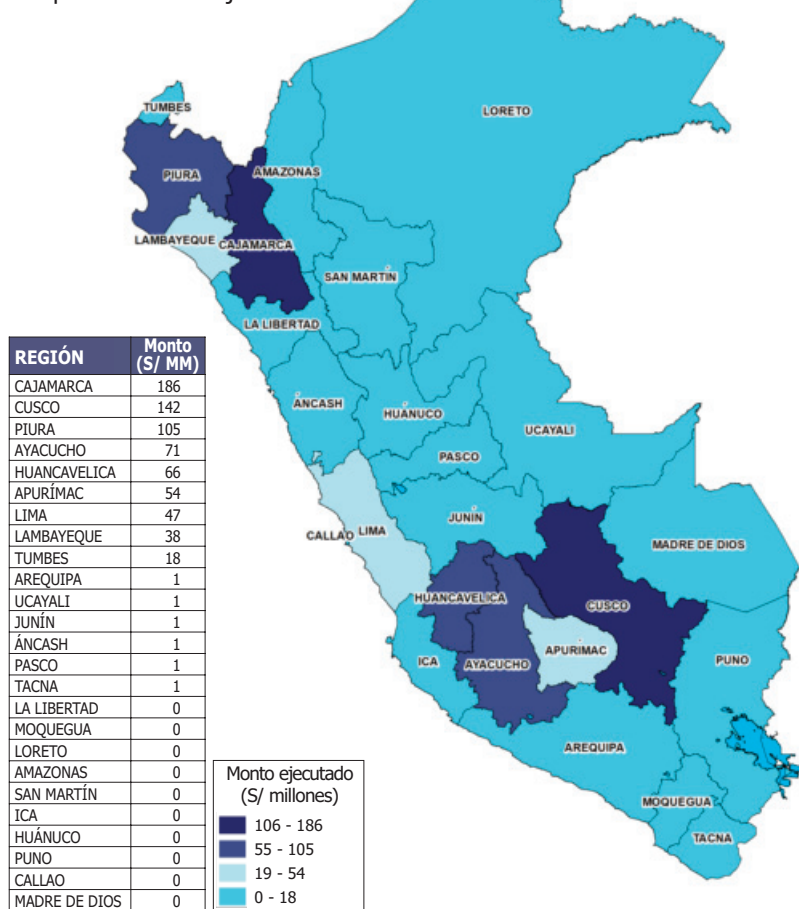 TUMBES
LORETO
PIURA
AMAZONAS
LAMBAYEQUE
CAJAMARCA
SAN MARTÍN
LA LIBERTAD
ÁNCASH
HUÁNUCO
UCAYALI
PASCO
JUNÍN
CALLAO
LIMA
MADRE DE DIOS
HUANCAVELICA
CUSCO
ICA
AYACUCHO
APURÍMAC
PUNO
AREQUIPA
MOQUEGUA
TACNA
REGIÓN Monto (S/ MM)
CAJAMARCA 186
CUSCO 142
PIURA 105
AYACUCHO 71
HUANCAVELICA 66
APURÍMAC 54
LIMA 47
LAMBAYEQUE 38
TUMBES 18
AREQUIPA 1
UCAYALI 1
JUNÍN 1
ÁNCASH 1
PASCO 1
TACNA 1
LA LIBERTAD 0
MOQUEGUA 0
LORETO 0
AMAZONAS 0
SAN MARTÍN 0
ICA 0
HUÁNUCO 0
PUNO 0
CALLAO 0
MADRE DE DIOS 0
Monto ejecutado
(S/ millones)
106 - 186
55 - 105
19 - 54
0 - 18